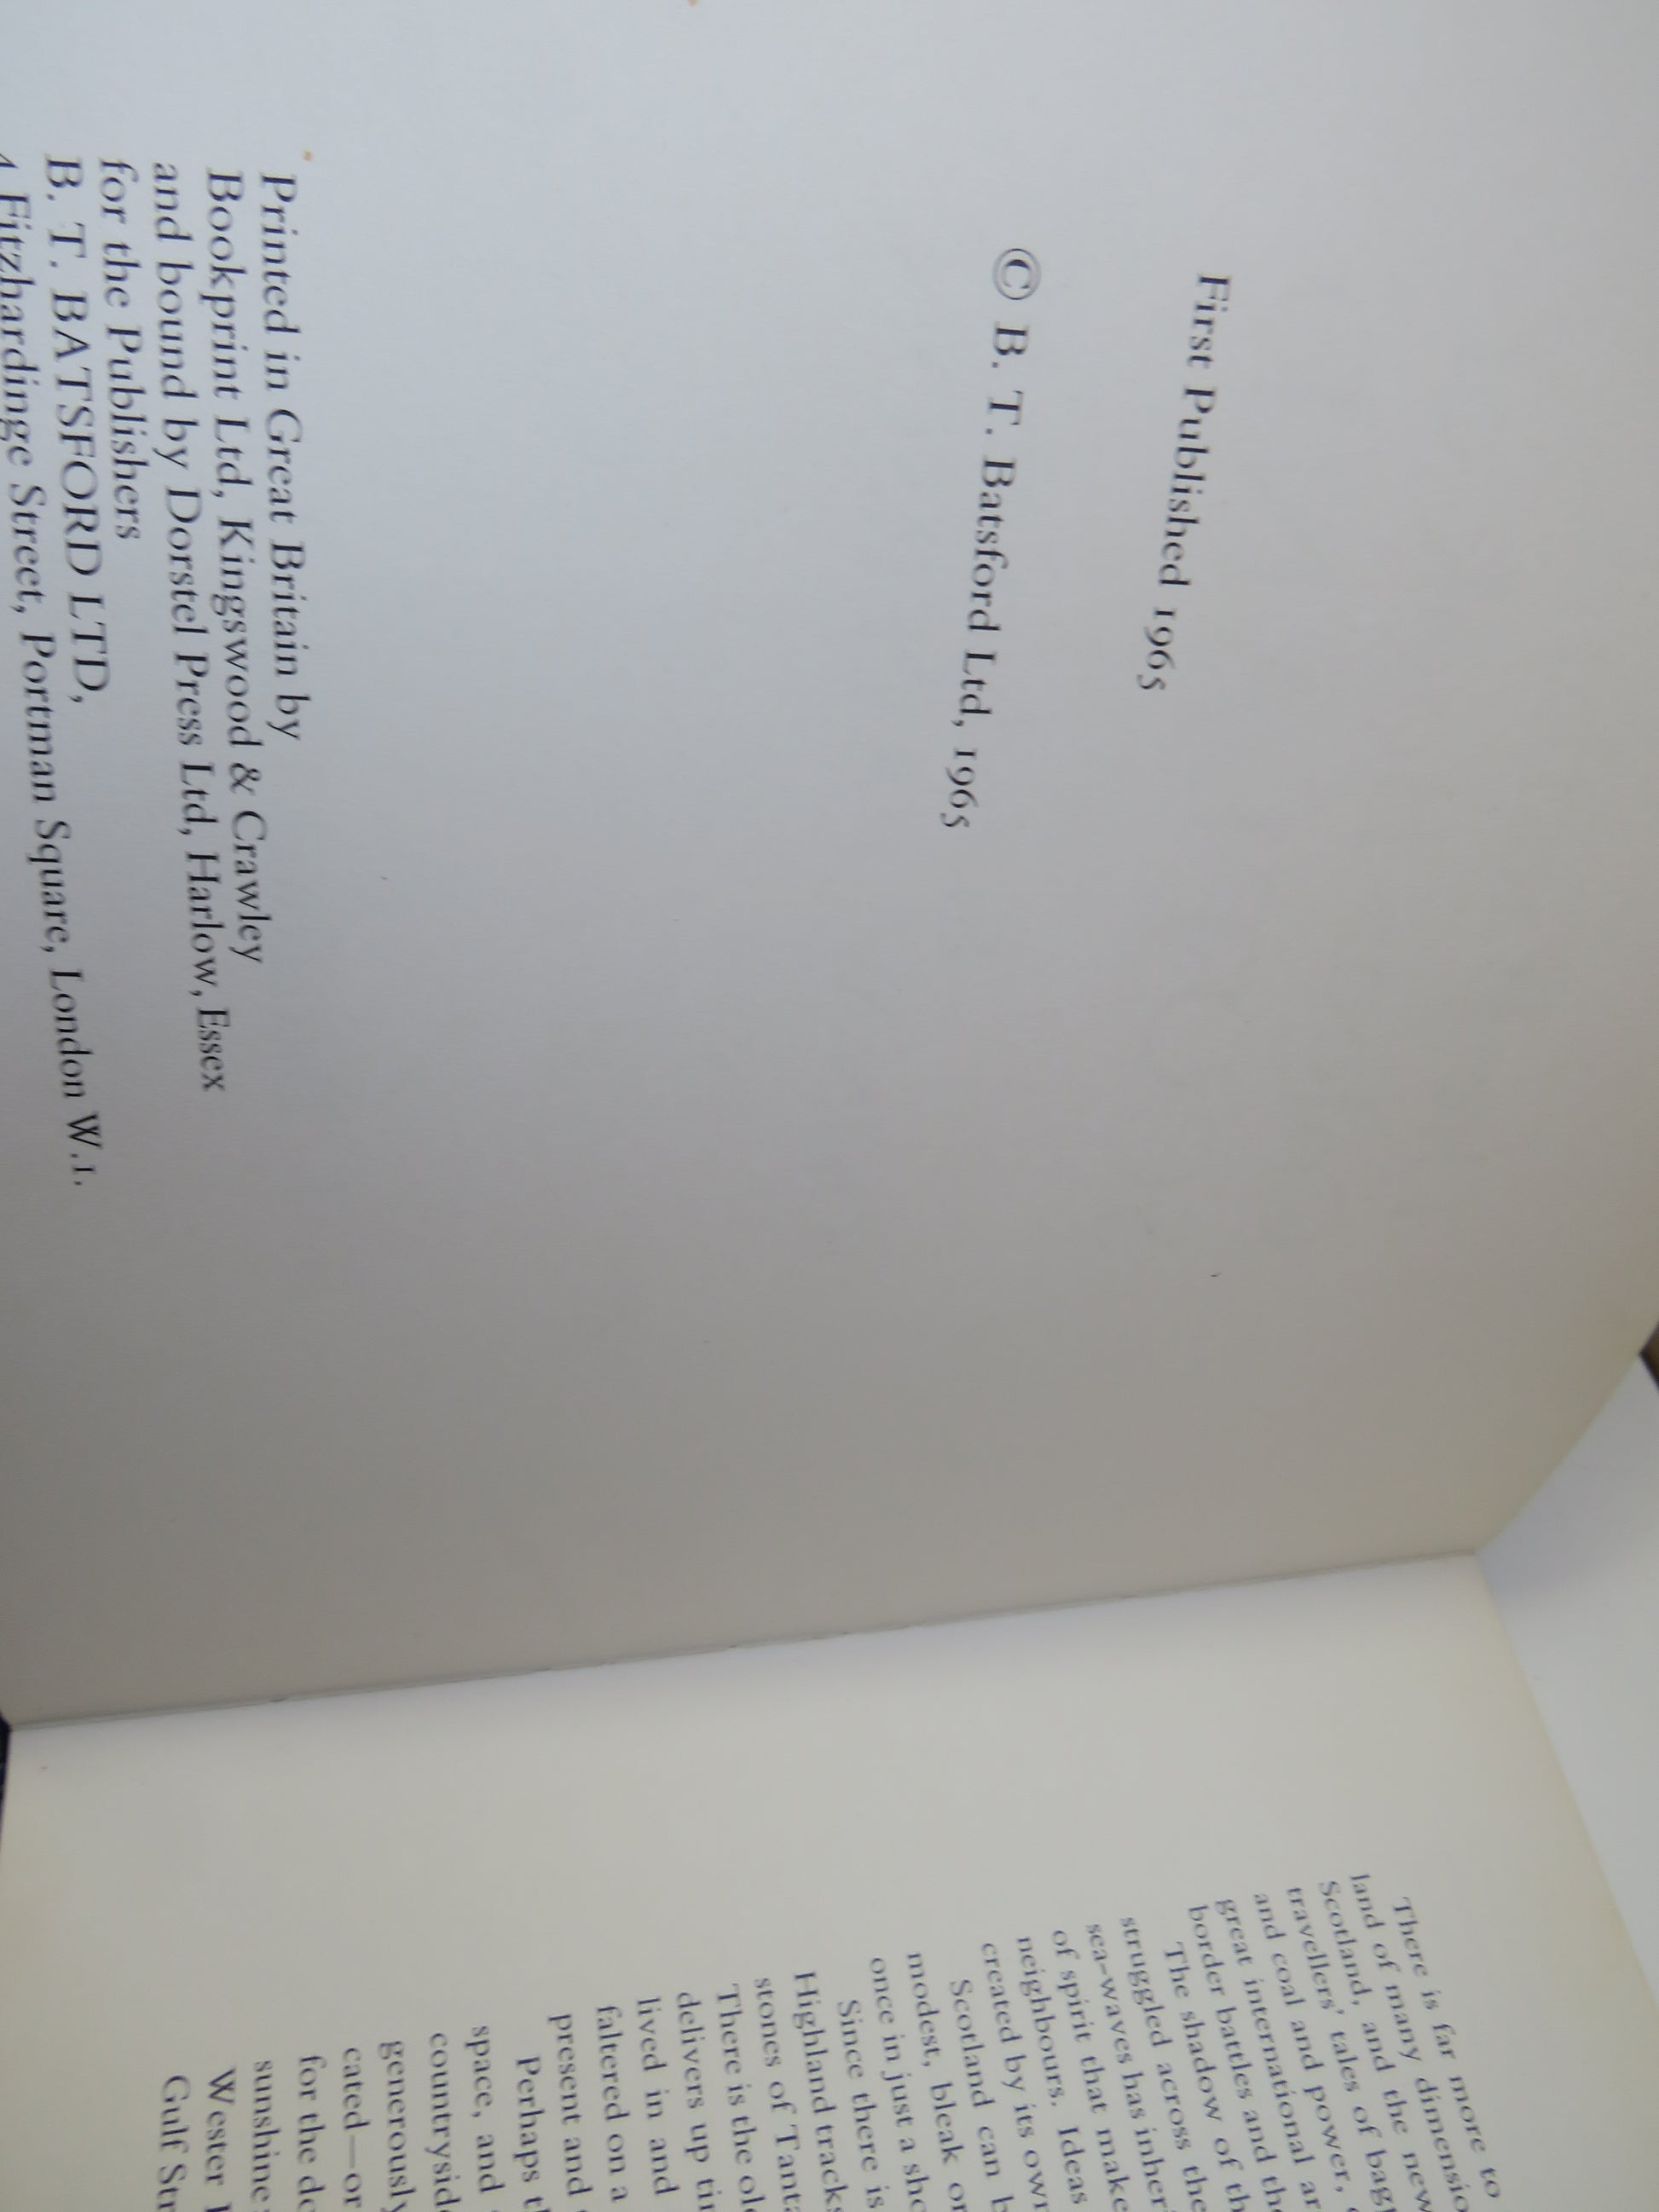 First Published 1965
© B. T. Batsford Ltd, 1965
Printed in Great Britain by
Bookprint Ltd, Kingswood & Crawley
and bound by Dorstel Press Ltd, Harlow, Essex
for the Publishers
B. T. BATSFORD LTD,
4 Fitzhardinge Street, Portman Square, London W.1.
There is far more to
land of many
Scotland, and the new
travellers' tales of
and coal and power,
great international
border battles and
The shadow of
struggled across the
sea-waves has
of spirit that make
neighbours. Ideas
created by its own
Scotland can
modest, bleak or
once in just a
Since there is
Highland
stones of
There is the
delivers up
lived in and
faltered on a
present and
Perhaps
space, and
generously
cated—or
for the
sunshine
Wester
Gulf